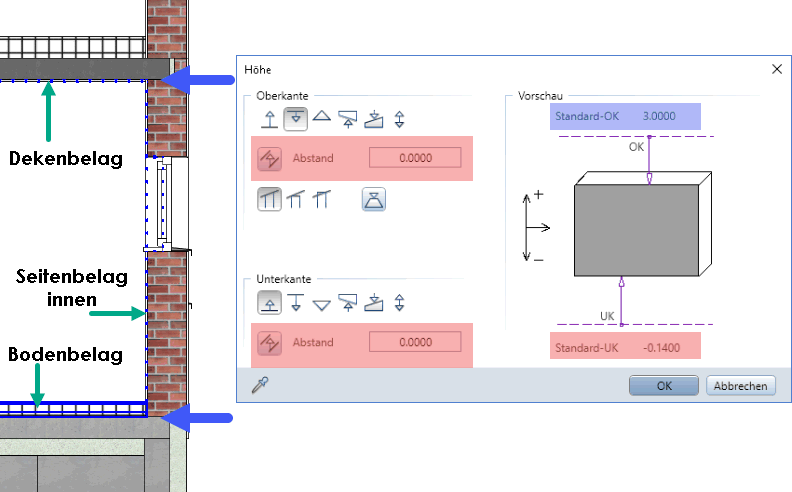 Dekenbelag
Seitenbelag
innen
Bodenbelag
Höhe
Oberkante
Abstand 0.0000
Unterkante
Abstand 0.0000
Vorschau
Standard-OK 3.0000
OK
+
−
UK
Standard-UK -0.1400
OK Abbrechen